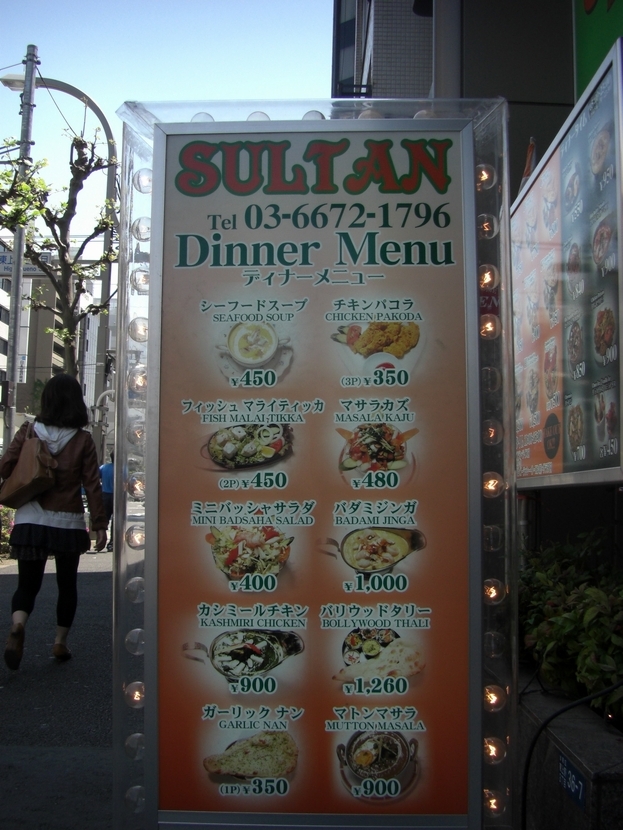 SULTAN
Tel 03-6672-1796
Dinner Menu
ディナーメニュー
シーフードスープ
SEAFOOD SOUP
¥450
チキンパコラ
CHICKEN PAKODA
(3P)¥350
フィッシュ マライティッカ
FISH MALAI TIKKA
(2P)¥450
マサラカズ
MASALA KAJU
¥480
ミニバッシャサラダ
MINI BADSAHA SALAD
¥400
バダミジンガ
BADAMI JINGA
¥1,000
カシミールチキン
KASHMIRI CHICKEN
¥900
バリウッドタリー
BOLLYWOOD THALI
¥1,260
ガーリック ナン
GARLIC NAN
(1P)¥350
マトンマサラ
MUTTON MASALA
¥900
36-7